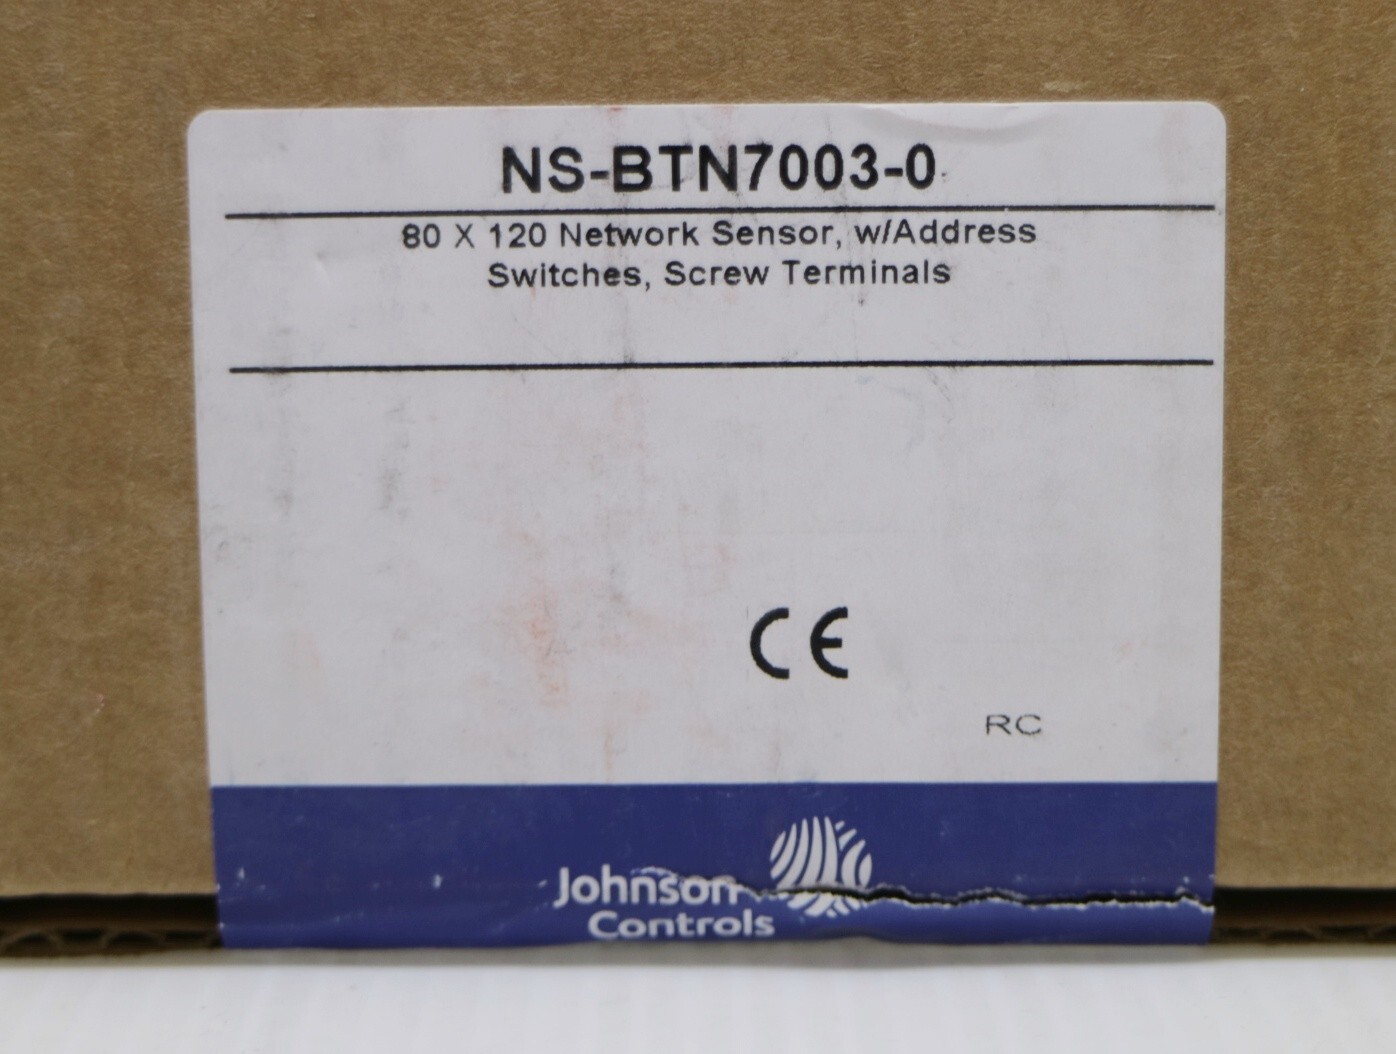 NS-BTN7003-0
80 X 120 Network Sensor, w/Address
Switches, Screw Terminals
CE
RC
Johnson
Controls